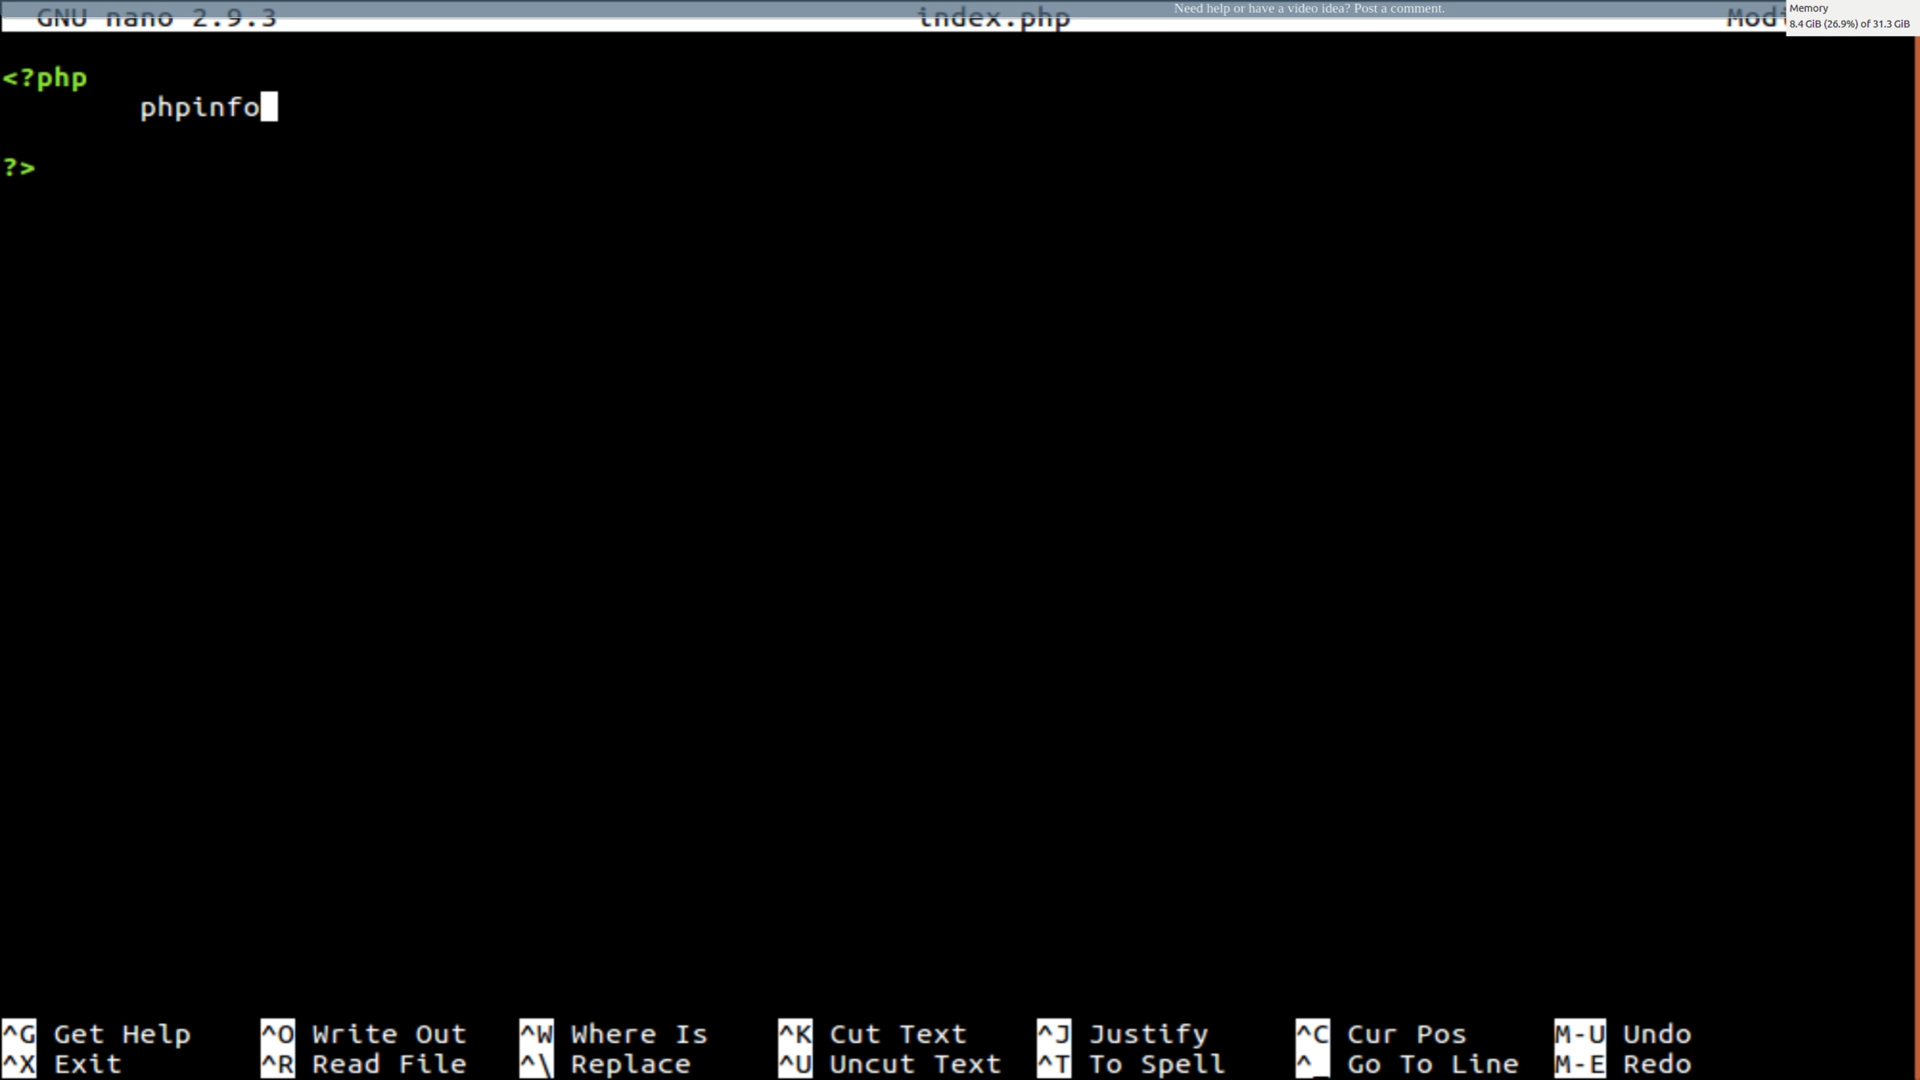 GNU nano 2.9.3 index.php
Need help or have a video idea? Post a comment.
Memory
8.4 GiB (26.9%) of 31.3 GiB
<?php
phpinfo
?>
^G Get Help ^O Write Out ^W Where Is ^K Cut Text ^J Justify ^C Cur Pos M-U Undo
^X Exit ^R Read File ^\ Replace ^U Uncut Text ^T To Spell ^_ Go To Line M-E Redo